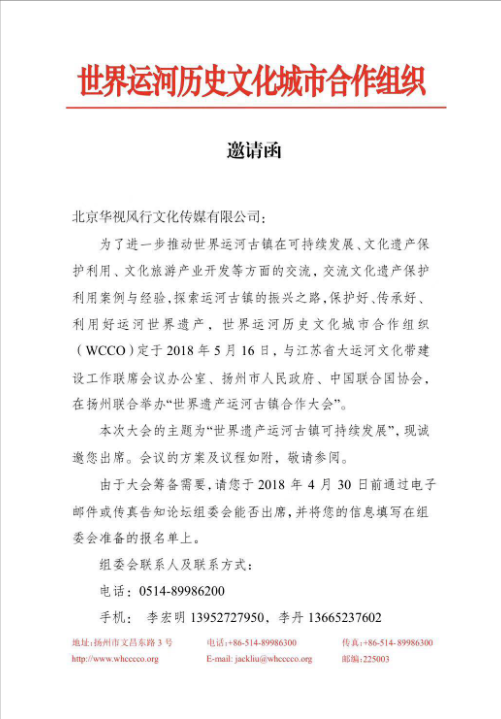 世界运河历史文化城市合作组织
邀请函
北京华视风行文化传媒有限公司：
为了进一步推动世界运河古镇在可持续发展、文化遗产保
护利用、文化旅游产业开发等方面的交流，交流文化遗产保护
利用案例与经验，探索运河古镇的振兴之路，保护好、传承好、
利用好运河世界遗产，世界运河历史文化城市合作组织
（WCCO）定于 2018 年 5 月 16 日，与江苏省大运河文化带建
设工作联席会议办公室、扬州市人民政府、中国联合国协会，
在扬州联合举办“世界遗产运河古镇合作大会”。
本次大会的主题为“世界遗产运河古镇可持续发展”，现诚
邀您出席。会议的方案及议程如附，敬请参阅。
由于大会筹备需要，请您于 2018 年 4 月 30 日前通过电子
邮件或传真告知论坛组委会能否出席，并将您的信息填写在组
委会准备的报名单上。
组委会联系人及联系方式：
电话：0514-89986200
手机： 李宏明 13952727950，李丹 13665237602
地址：扬州市文昌东路 3 号 电话：+86-514-89986300 传真：+86-514-89986300
http://www.whcccco.org E-mail: jackliu@whcccco.org 邮编：225003